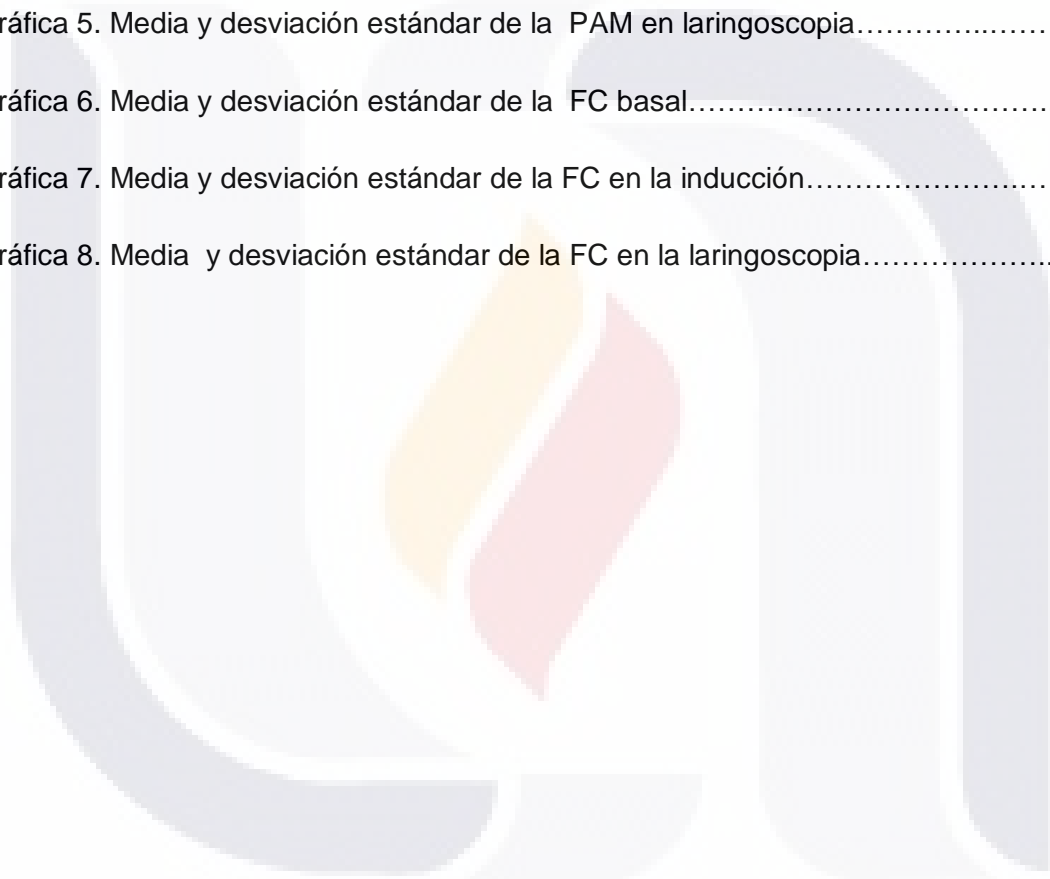 ráfica 5. Media y desviación estándar de la  PAM en laringoscopia…………..……
ráfica 6. Media y desviación estándar de la  FC basal…………………………….
ráfica 7. Media y desviación estándar de la FC en la inducción…………………..…
ráfica 8. Media  y desviación estándar de la FC en la laringoscopia………………..